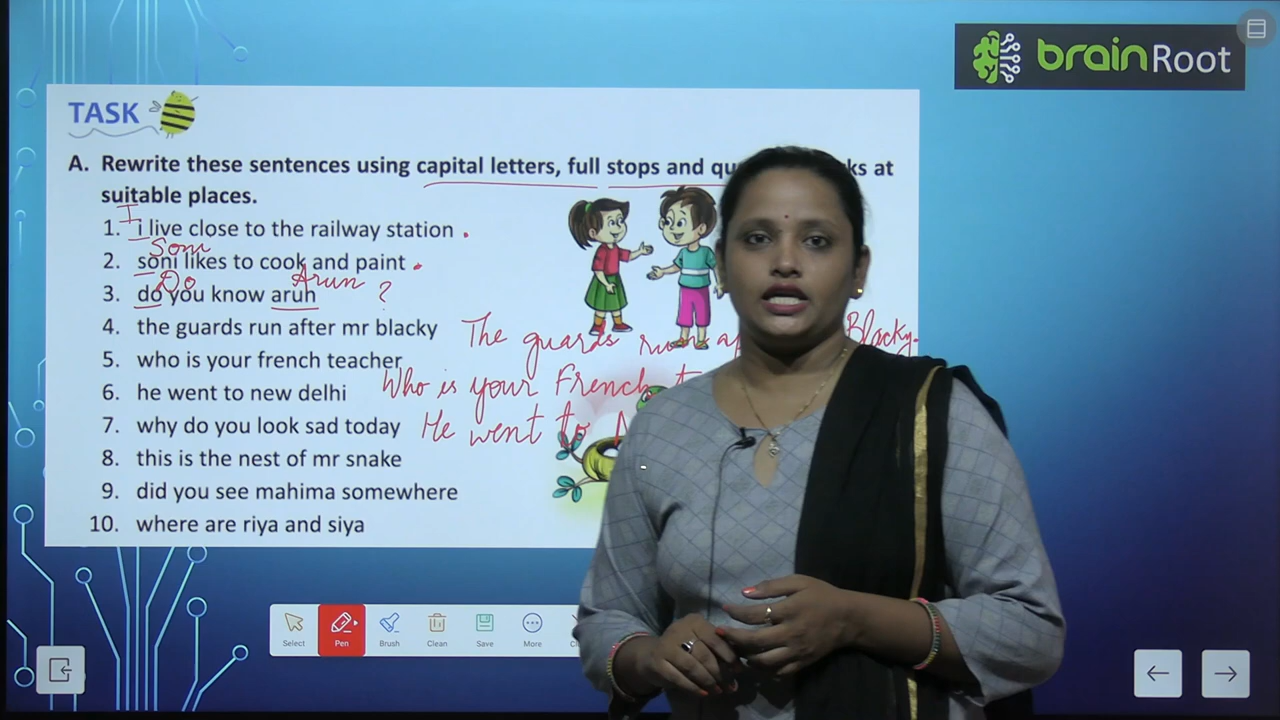 brainRoot
TASK
A. Rewrite these sentences using capital letters, full stops and ks at
suitable places.
I
1. i live close to the railway station .
Soni
2. soni likes to cook and paint .
Do Arun
3. do you know arun ?
4. the guards run after mr blacky The guards run Blacky.
5. who is your french teacher Who is your French
6. he went to new delhi He went to
7. why do you look sad today
8. this is the nest of mr snake
9. did you see mahima somewhere
10. where are riya and siya
Select Pen Brush Clean Save More